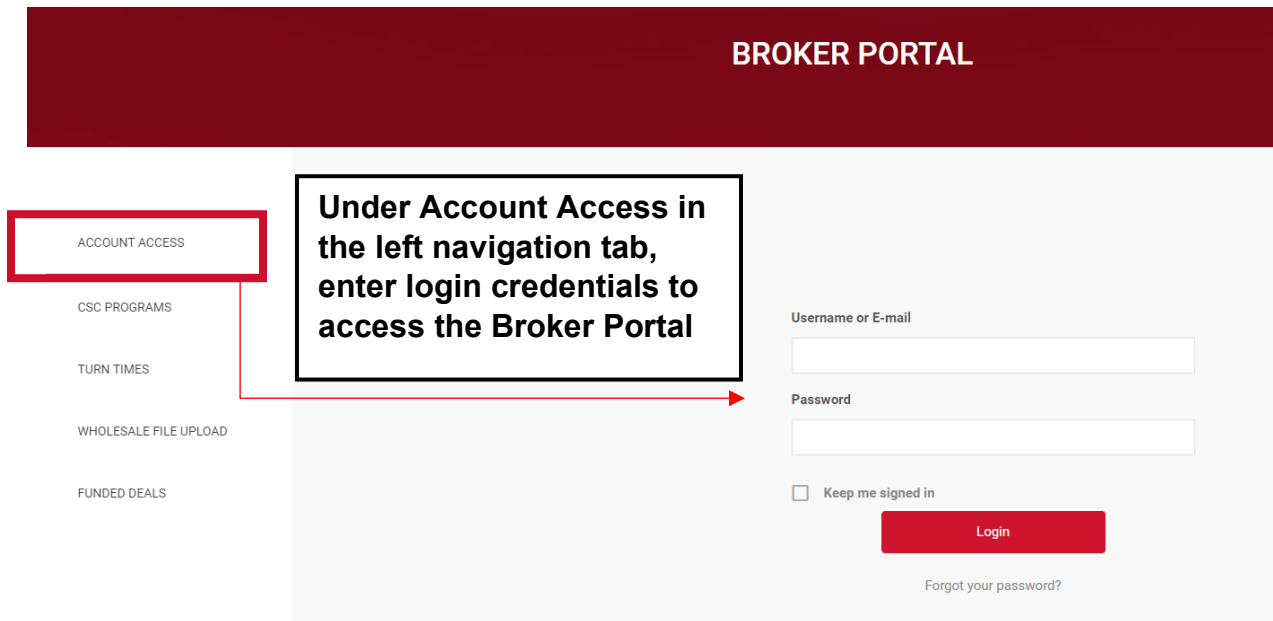 BROKER PORTAL
ACCOUNT ACCESS
CSC PROGRAMS
TURN TIMES
WHOLESALE FILE UPLOAD
FUNDED DEALS
Under Account Access in
the left navigation tab,
enter login credentials to
access the Broker Portal
Username or E-mail
Password
Keep me signed in
Login
Forgot your password?